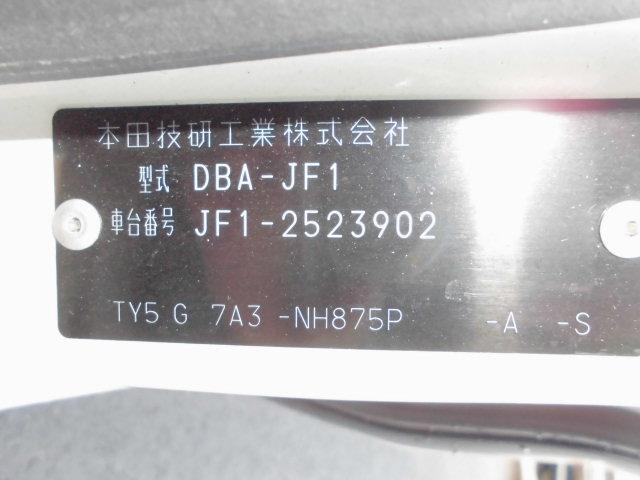 本田技研工業株式会社
型式 DBA-JF1
車台番号 JF1-2523902
TY5 G 7A3 -NH875P -A -S